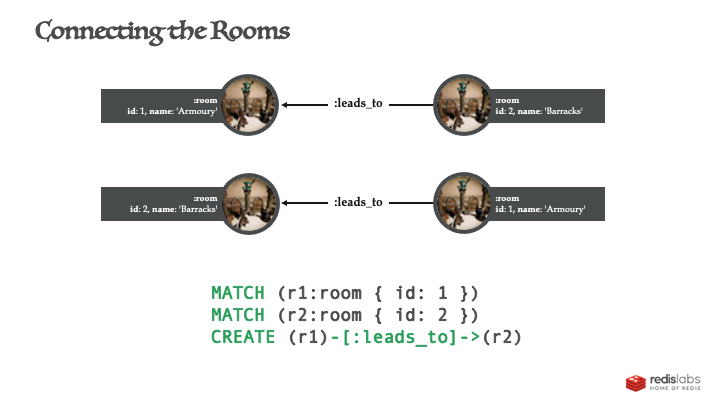 Connecting the Rooms
:room
id: 1, name: 'Armoury'
:leads_to
:room
id: 2, name: 'Barracks'
:room
id: 2, name: 'Barracks'
:leads_to
:room
id: 1, name: 'Armoury'
MATCH (r1:room { id: 1 })
MATCH (r2:room { id: 2 })
CREATE (r1)-[:leads_to]->(r2)
redislabs
HOME OF REDIS